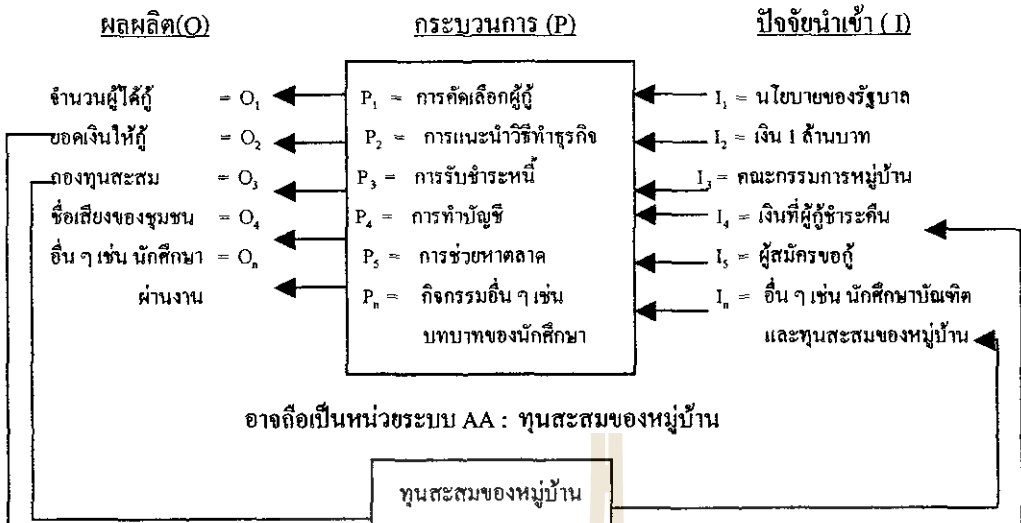 ผลผลิต(O) กระบวนการ (P) ปัจจัยนำเข้า ( I )
จำนวนผู้ได้กู้ = O₁ P₁ = การคัดเลือกผู้กู้ I₁ = นโยบายของรัฐบาล
ยอดเงินให้กู้ = O₂ P₂ = การแนะนำวิธีทำธุรกิจ I₂ = เงิน 1 ล้านบาท
กองทุนสะสม = O₃ P₃ = การรับชำระหนี้ I₃ = คณะกรรมการหมู่บ้าน
ชื่อเสียงของชุมชน = O₄ P₄ = การทำบัญชี I₄ = เงินที่ผู้กู้ชำระคืน
อื่น ๆ เช่น นักศึกษา = Oₙ P₅ = การช่วยหาตลาด I₅ = ผู้สมัครขอกู้
ผ่านงาน Pₙ = กิจกรรมอื่น ๆ เช่น Iₙ = อื่น ๆ เช่น นักศึกษาบัณฑิต
บทบาทของนักศึกษา และทุนสะสมของหมู่บ้าน
อาจถือเป็นหน่วยระบบ AA : ทุนสะสมของหมู่บ้าน
ทุนสะสมของหมู่บ้าน